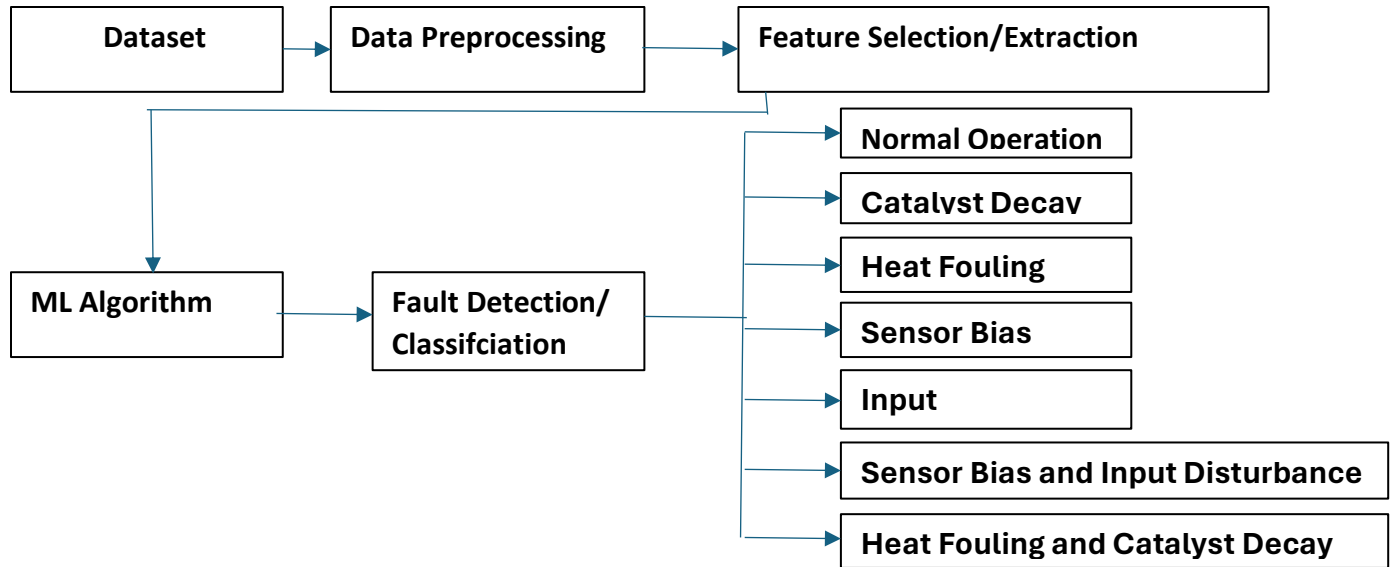 Dataset
Data Preprocessing
Feature Selection/Extraction
Normal Operation
Catalyst Decay
Heat Fouling
ML Algorithm
Fault Detection/
Classifciation
Sensor Bias
Input
Sensor Bias and Input Disturbance
Heat Fouling and Catalyst Decay